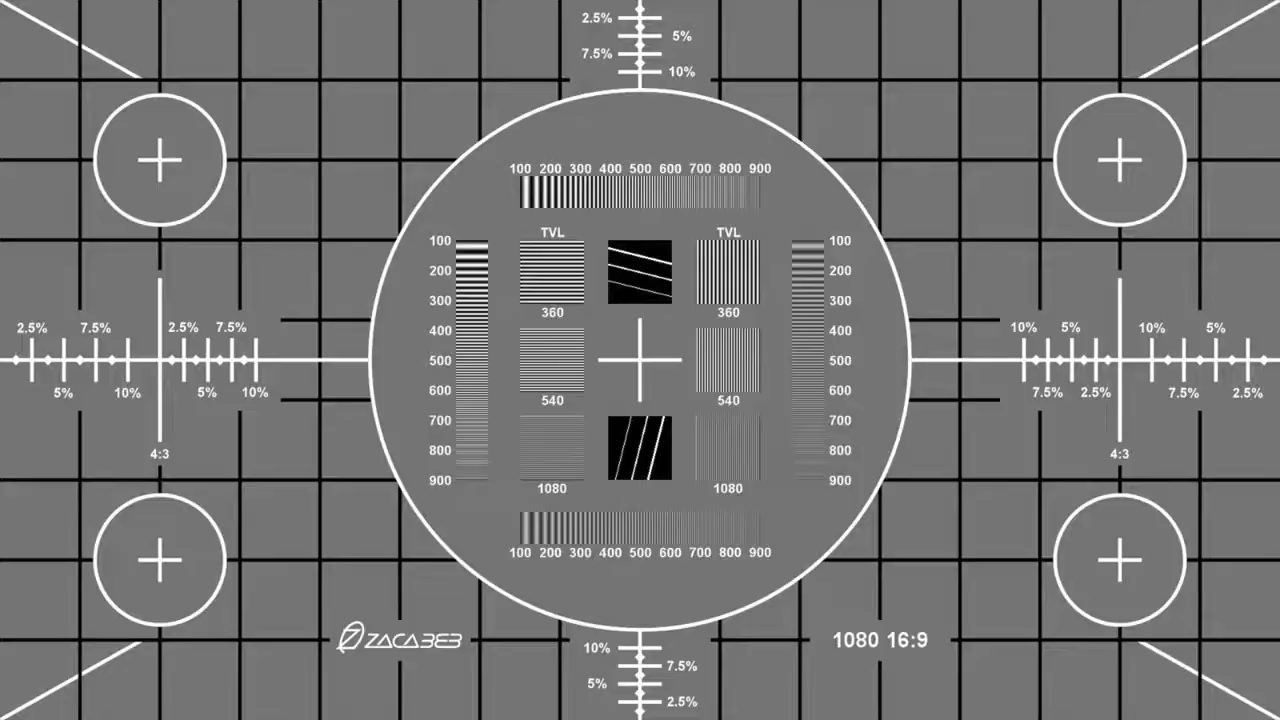 2.5%
5%
7.5%
10%
100 200 300 400 500 600 700 800 900
TVL TVL
100 100
200 200
300 300
360 360
2.5% 7.5% 2.5% 7.5% 400 400 10% 5% 10% 5%
500 500
5% 10% 5% 10% 600 540 540 600 7.5% 2.5% 7.5% 2.5%
700 700
4:3 800 800 4:3
900 900
1080 1080
100 200 300 400 500 600 700 800 900
ZACABEB 1080 16:9
10%
7.5%
5%
2.5%